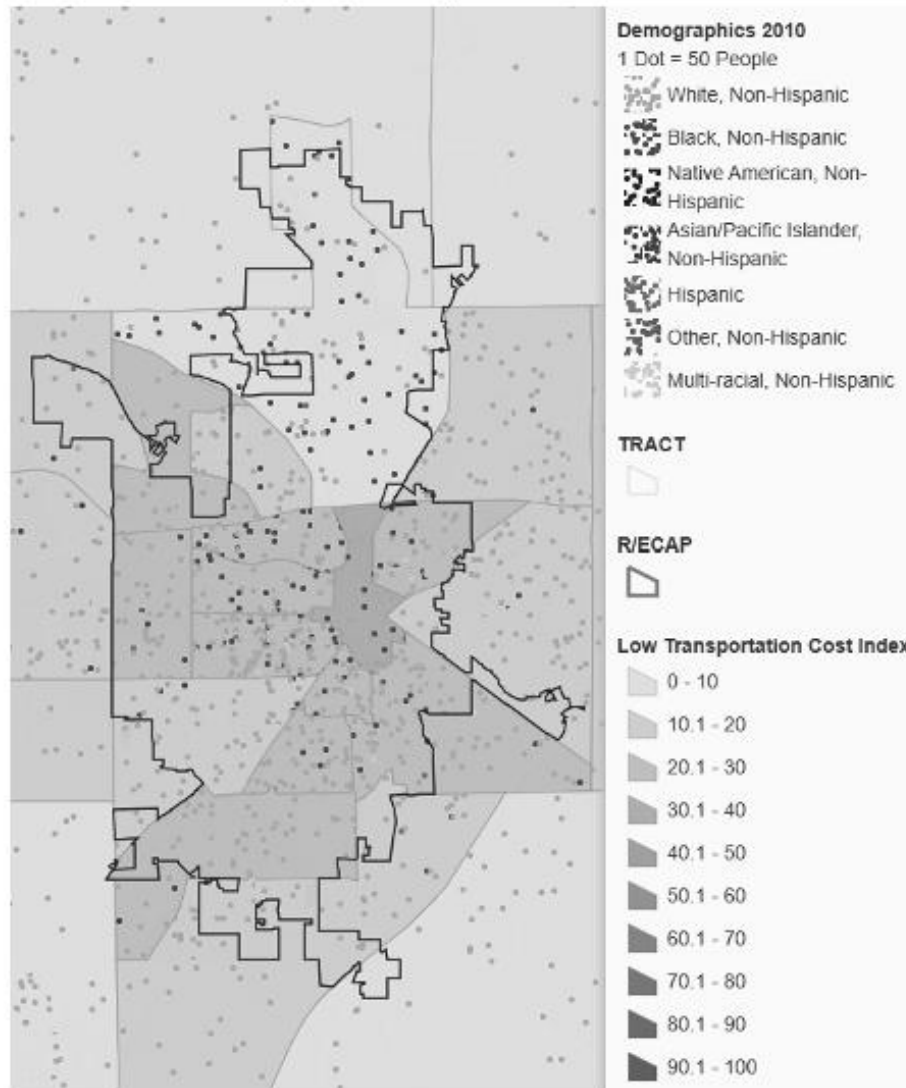 Demographics 2010
1 Dot = 50 People
White, Non-Hispanic
Black, Non-Hispanic
Native American, Non-
Hispanic
Asian/Pacific Islander,
Non-Hispanic
Hispanic
Other, Non-Hispanic
Multi-racial, Non-Hispanic
TRACT
R/ECAP
Low Transportation Cost Index
0 - 10
10.1 - 20
20.1 - 30
30.1 - 40
40.1 - 50
50.1 - 60
60.1 - 70
70.1 - 80
80.1 - 90
90.1 - 100